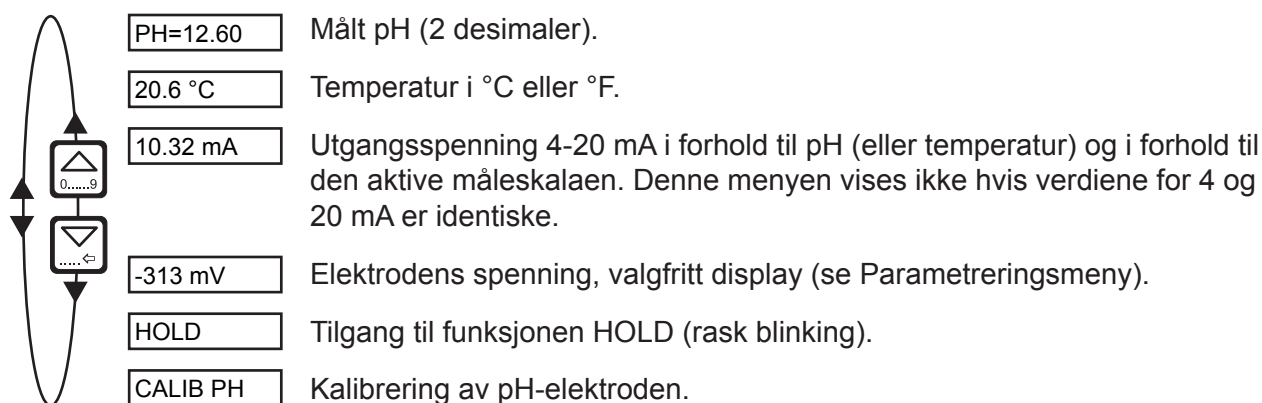 PH=12.60 Målt pH (2 desimaler).
20.6 °C Temperatur i °C eller °F.
10.32 mA Utgangsspenning 4-20 mA i forhold til pH (eller temperatur) og i forhold til
den aktive måleskalaen. Denne menyen vises ikke hvis verdiene for 4 og
0......9
20 mA er identiske.
.....⇦
-313 mV Elektrodens spenning, valgfritt display (se Parametreringsmeny).
HOLD Tilgang til funksjonen HOLD (rask blinking).
CALIB PH Kalibrering av pH-elektroden.